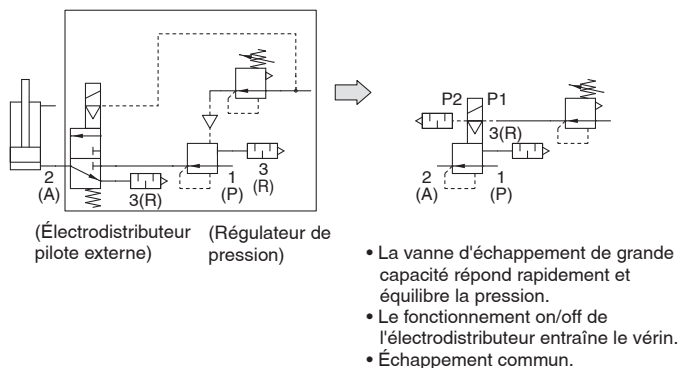 P2 P1
3(R)
2
(A)
3(R)
1
(P)
3
(R)
2
(A)
1
(P)
(Électrodistributeur
pilote externe)
(Régulateur de
pression)
• La vanne d'échappement de grande
capacité répond rapidement et
équilibre la pression.
• Le fonctionnement on/off de
l'électrodistributeur entraîne le vérin.
• Échappement commun.